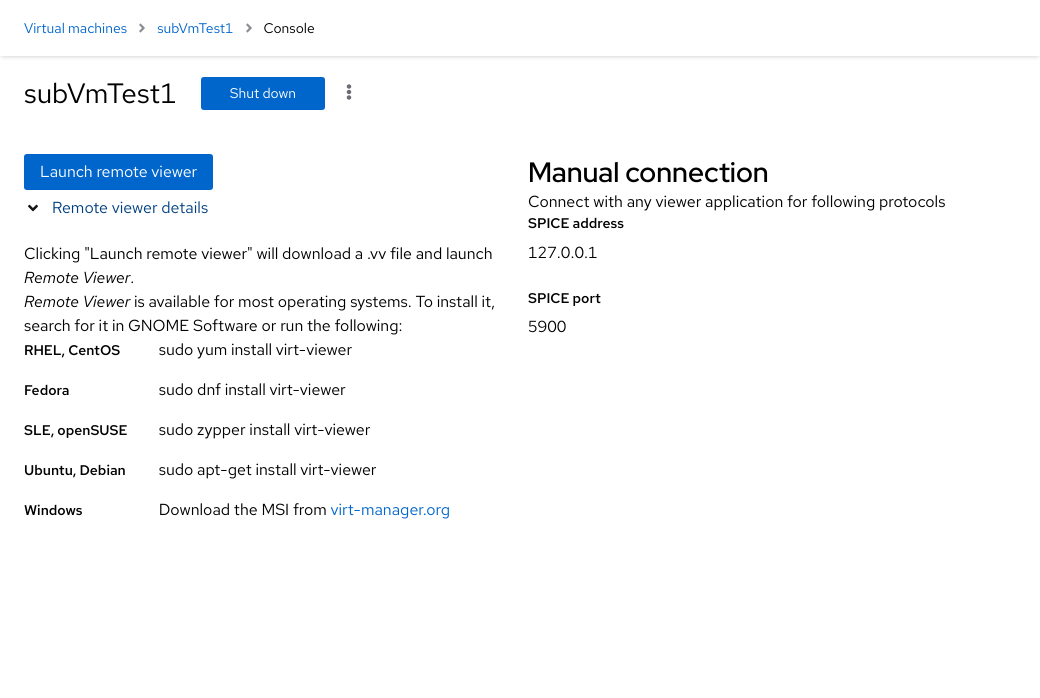 Virtual machines > subVmTest1 > Console
subVmTest1 Shut down
Launch remote viewer
Remote viewer details
Clicking "Launch remote viewer" will download a .vv file and launch
Remote Viewer.
Remote Viewer is available for most operating systems. To install it,
search for it in GNOME Software or run the following:
RHEL, CentOS sudo yum install virt-viewer
Fedora sudo dnf install virt-viewer
SLE, openSUSE sudo zypper install virt-viewer
Ubuntu, Debian sudo apt-get install virt-viewer
Windows Download the MSI from virt-manager.org
Manual connection
Connect with any viewer application for following protocols
SPICE address
127.0.0.1
SPICE port
5900